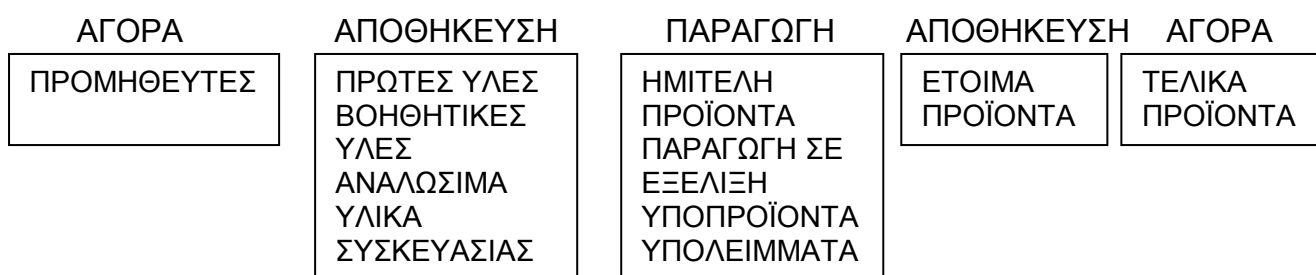 ΑΓΟΡΑ
ΠΡΟΜΗΘΕΥΤΕΣ
ΑΠΟΘΗΚΕΥΣΗ
ΠΡΩΤΕΣ ΥΛΕΣ
ΒΟΗΘΗΤΙΚΕΣ
ΥΛΕΣ
ΑΝΑΛΩΣΙΜΑ
ΥΛΙΚΑ
ΣΥΣΚΕΥΑΣΙΑΣ
ΠΑΡΑΓΩΓΗ
ΗΜΙΤΕΛΗ
ΠΡΟΪΟΝΤΑ
ΠΑΡΑΓΩΓΗ ΣΕ
ΕΞΕΛΙΞΗ
ΥΠΟΠΡΟΪΟΝΤΑ
ΥΠΟΛΕΙΜΜΑΤΑ
ΑΠΟΘΗΚΕΥΣΗ
ΕΤΟΙΜΑ
ΠΡΟΪΟΝΤΑ
ΑΓΟΡΑ
ΤΕΛΙΚΑ
ΠΡΟΪΟΝΤΑ